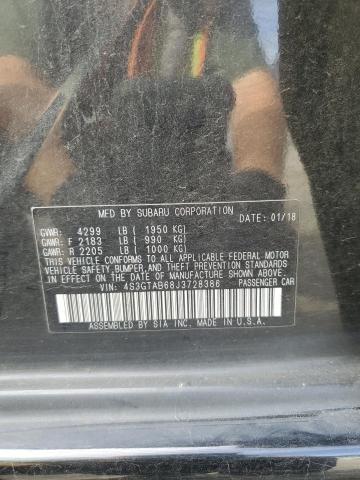 MFD BY SUBARU CORPORATION DATE: 01/18
GVWR: 4299 LB ( 1950 KG)
GAWR: F 2183 LB ( 990 KG)
GAWR: R 2205 LB ( 1000 KG)
THIS VEHICLE CONFORMS TO ALL APPLICABLE FEDERAL MOTOR
VEHICLE SAFETY, BUMPER, AND THEFT PREVENTION STANDARDS
IN EFFECT ON THE DATE OF MANUFACTURE SHOWN ABOVE.
VIN: 4S3GTAB68J3728386 PASSENGER CAR
ASSEMBLED BY SIA INC. MADE IN U.S.A.